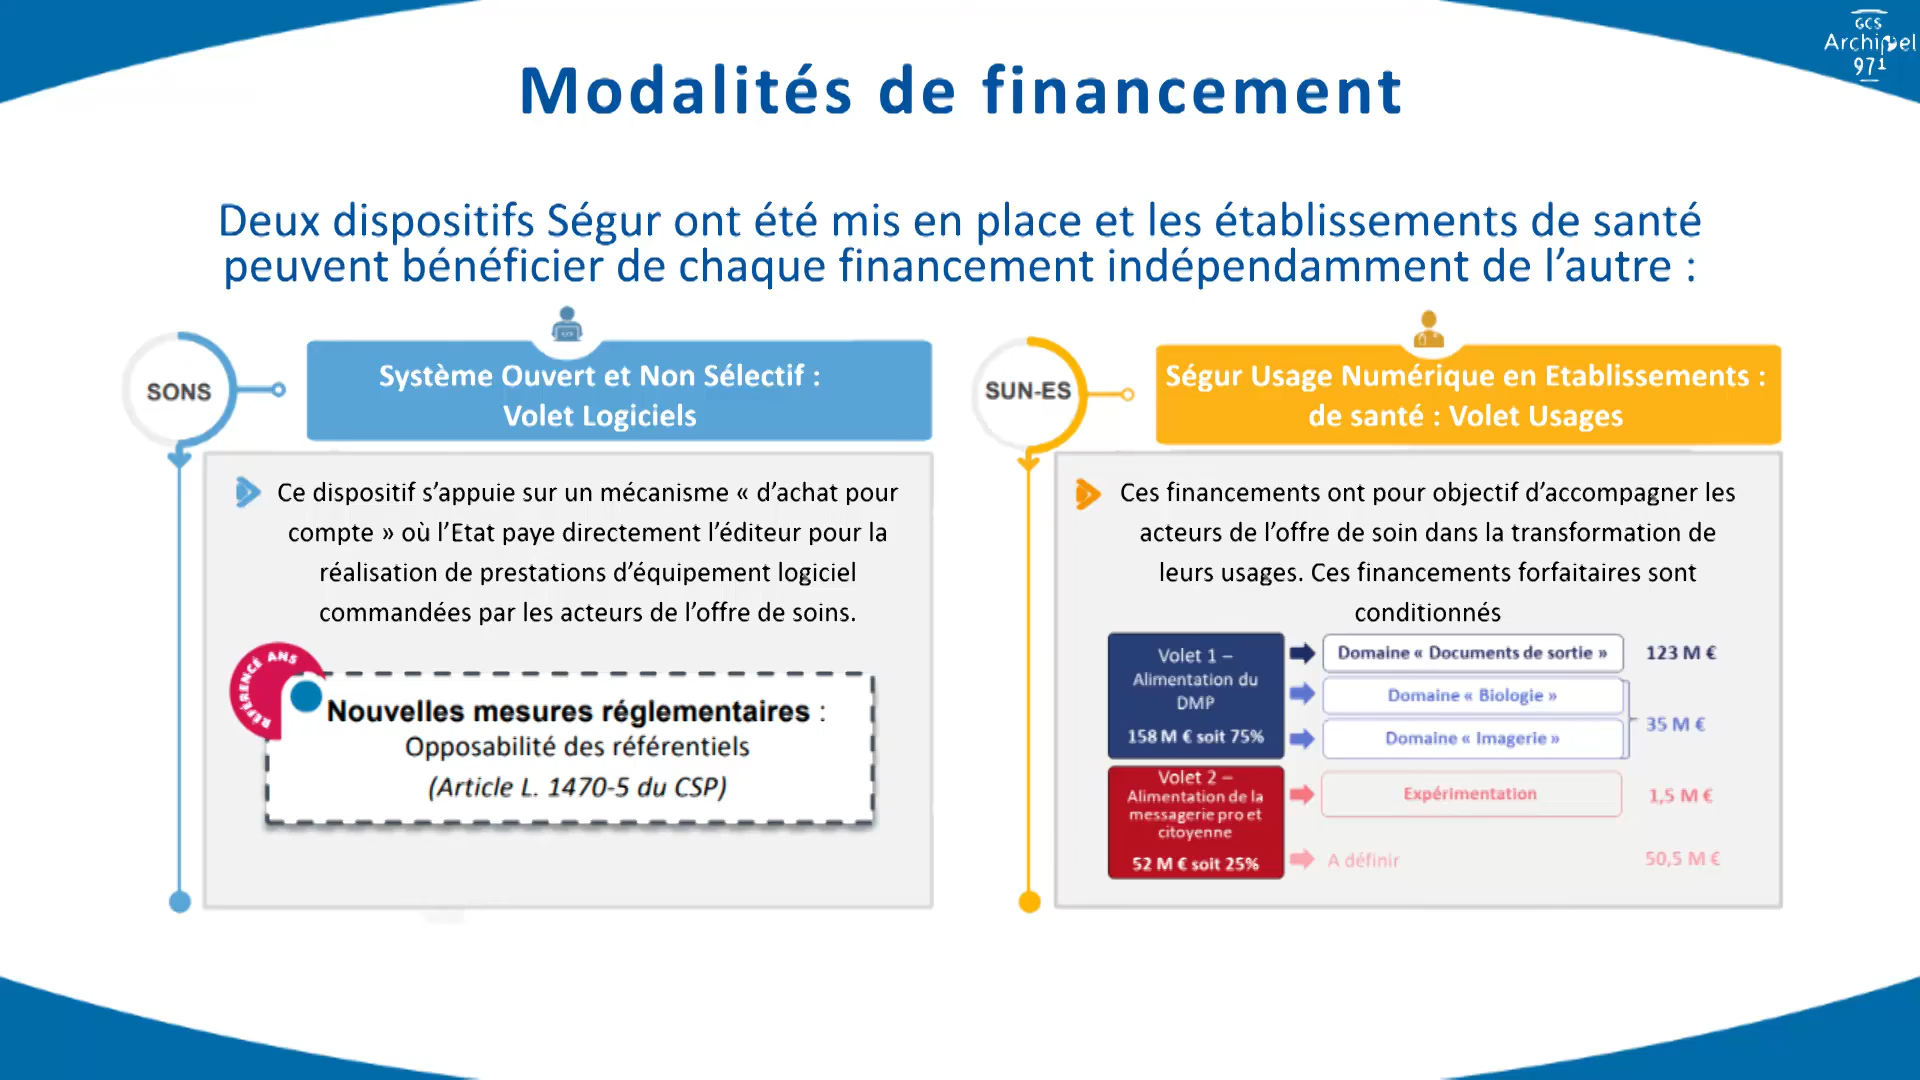 GCS
Archipel
971
Modalités de financement
Deux dispositifs Ségur ont été mis en place et les établissements de santé
peuvent bénéficier de chaque financement indépendamment de l’autre :
SONS
Système Ouvert et Non Sélectif :
Volet Logiciels
Ce dispositif s’appuie sur un mécanisme « d’achat pour
compte » où l’Etat paye directement l’éditeur pour la
réalisation de prestations d’équipement logiciel
commandées par les acteurs de l’offre de soins.
RÉFÉRENCÉ ANS
Nouvelles mesures réglementaires :
Opposabilité des référentiels
(Article L. 1470-5 du CSP)
SUN-ES
Ségur Usage Numérique en Etablissements :
de santé : Volet Usages
Ces financements ont pour objectif d’accompagner les
acteurs de l’offre de soin dans la transformation de
leurs usages. Ces financements forfaitaires sont
conditionnés
Volet 1 –
Alimentation du
DMP
158 M € soit 75%
Domaine « Documents de sortie »
123 M €
Domaine « Biologie »
Domaine « Imagerie »
35 M €
Volet 2 –
Alimentation de la
messagerie pro et
citoyenne
52 M € soit 25%
Expérimentation
1,5 M €
A définir
50,5 M €